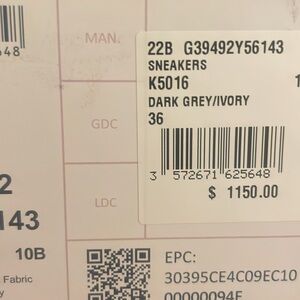 648
MAN.
GDC
LDC
22B G39492Y56143
SNEAKERS
K5016
1
DARK GREY/IVORY
36
3 572671 625648
$ 1150.00
2
143
10B
Fabric
y
EPC:
30395CE4C09EC10
00000094F